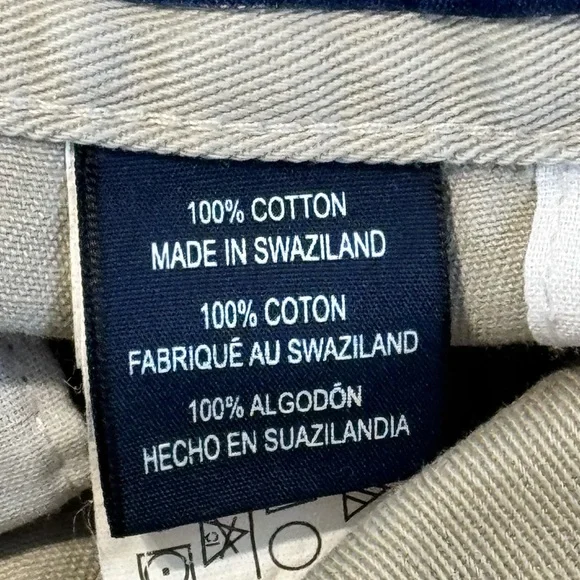 100% COTTON
MADE IN SWAZILAND
100% COTON
FABRIQUÉ AU SWAZILAND
100% ALGODÓN
HECHO EN SUAZILANDIA